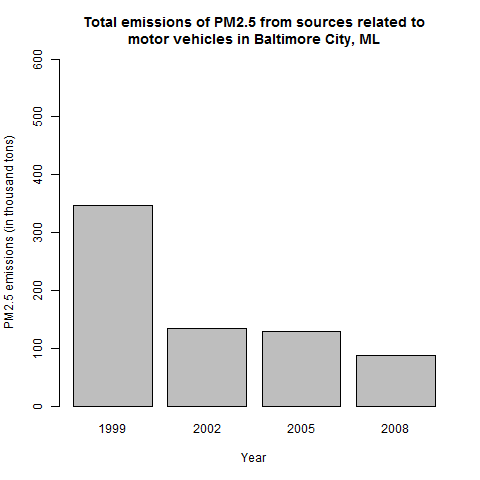 Total emissions of PM2.5 from sources related to
motor vehicles in Baltimore City, ML
PM2.5 emissions (in thousand tons)
600
500
400
300
200
100
0
1999 2002 2005 2008
Year